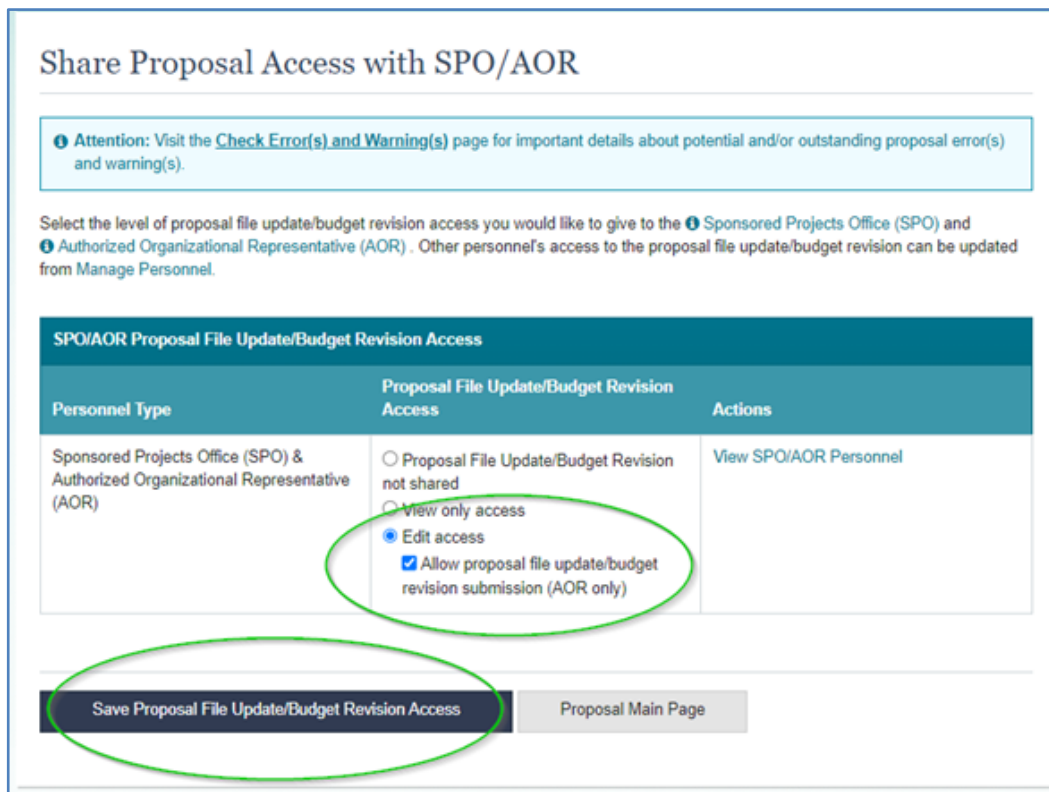 Share Proposal Access with SPO/AOR
Attention: Visit the Check Error(s) and Warning(s) page for important details about potential and/or outstanding proposal error(s)
and warning(s).
Select the level of proposal file update/budget revision access you would like to give to the Sponsored Projects Office (SPO) and
Authorized Organizational Representative (AOR) . Other personnel's access to the proposal file update/budget revision can be updated
from Manage Personnel.
SPO/AOR Proposal File Update/Budget Revision Access
Personnel Type
Proposal File Update/Budget Revision
Access
Actions
Sponsored Projects Office (SPO) &
Authorized Organizational Representative
(AOR)
Proposal File Update/Budget Revision
not shared
View only access
Edit access
Allow proposal file update/budget
revision submission (AOR only)
View SPO/AOR Personnel
Save Proposal File Update/Budget Revision Access
Proposal Main Page